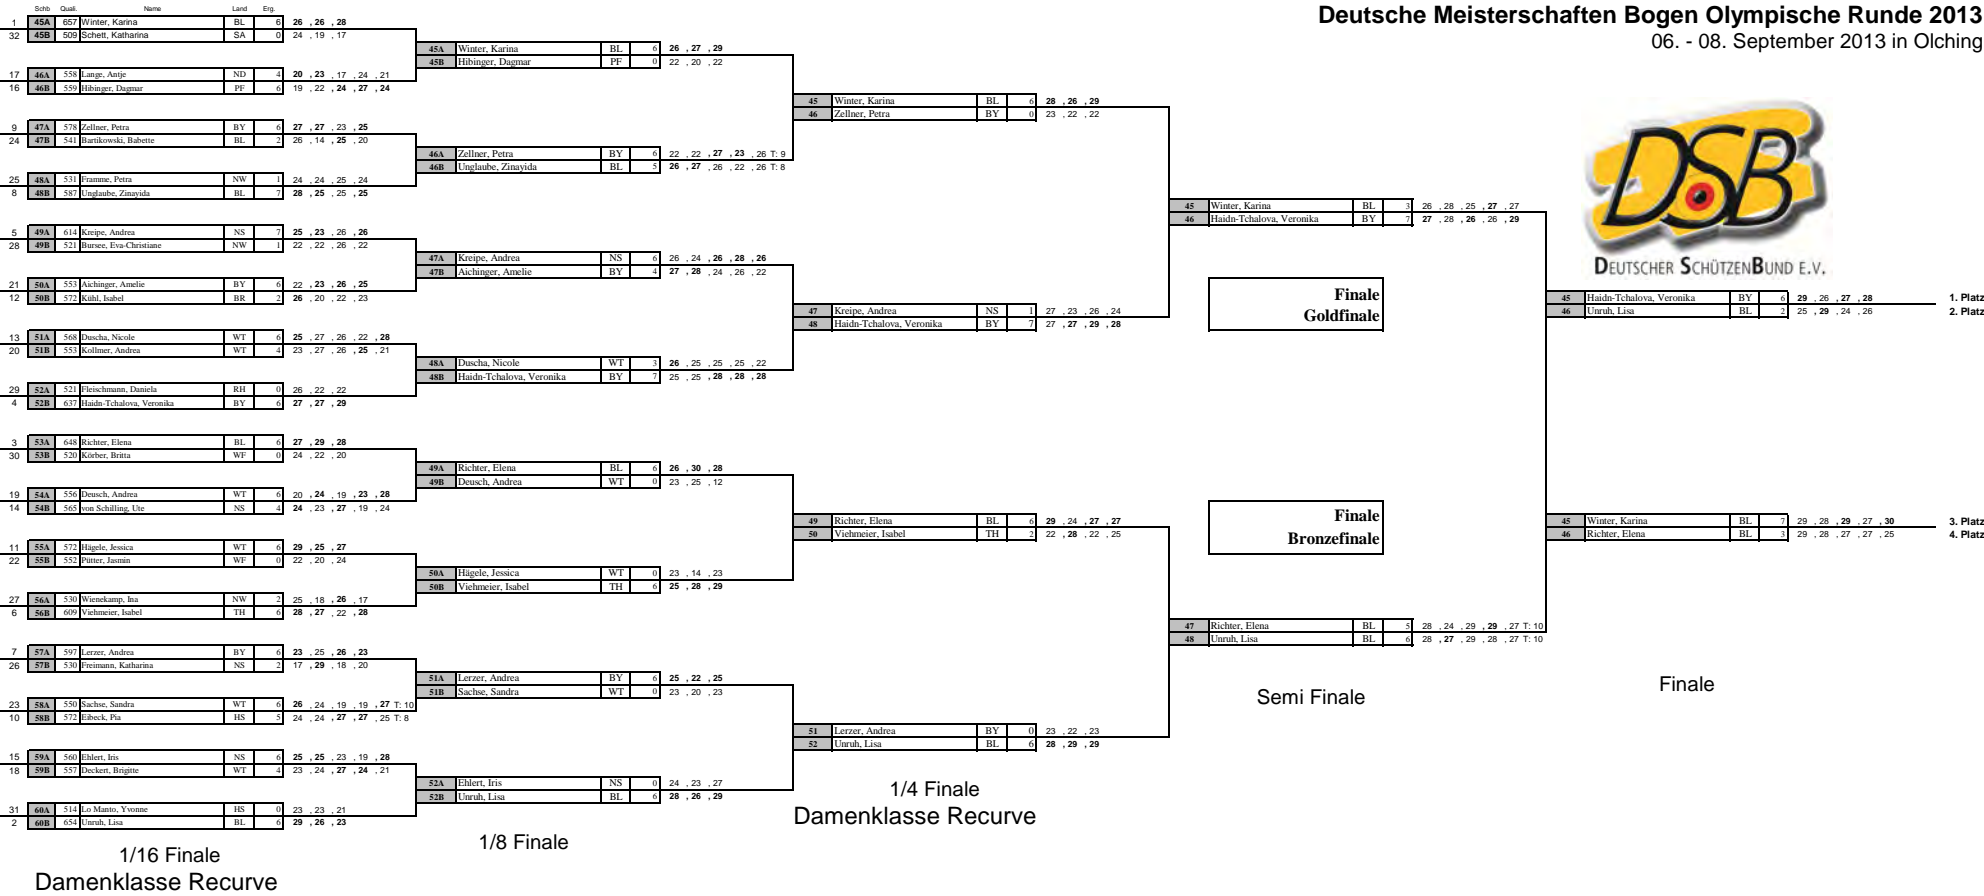 Deutsche Meisterschaften Bogen Olympische Runde 2013
06. - 08. September 2013 in Olching
Schb Quali. Name Land Erg.
1 45A 657 Winter, Karina BL 6 26 , 26 , 28
32 45B 509 Schett, Katharina SA 0 24 , 19 , 17
17 46A 558 Lange, Antje ND 4 20 , 23 , 17 , 24 , 21
16 46B 559 Hibinger, Dagmar PF 6 19 , 22 , 24 , 27 , 24
9 47A 578 Zellner, Petra BY 6 27 , 27 , 23 , 25
24 47B 541 Bartikowski, Babette BL 2 26 , 14 , 25 , 20
25 48A 531 Framme, Petra NW 1 24 , 24 , 25 , 24
8 48B 587 Unglaube, Zinayida BL 7 28 , 25 , 25 , 25
5 49A 614 Kreipe, Andrea NS 7 25 , 23 , 26 , 26
28 49B 521 Bursee, Eva-Christiane NW 1 22 , 22 , 26 , 22
21 50A 553 Aichinger, Amelie BY 6 22 , 23 , 26 , 25
12 50B 572 Kühl, Isabel BR 2 26 , 20 , 22 , 23
13 51A 568 Duscha, Nicole WT 6 25 , 27 , 26 , 22 , 28
20 51B 553 Kollmer, Andrea WT 4 23 , 27 , 26 , 25 , 21
29 52A 521 Fleischmann, Daniela RH 0 26 , 22 , 22
4 52B 637 Haidn-Tchalova, Veronika BY 6 27 , 27 , 29
3 53A 648 Richter, Elena BL 6 27 , 29 , 28
30 53B 520 Körber, Britta WF 0 24 , 22 , 20
19 54A 556 Deusch, Andrea WT 6 20 , 24 , 19 , 23 , 28
14 54B 565 von Schilling, Ute NS 4 24 , 23 , 27 , 19 , 24
11 55A 572 Hägele, Jessica WT 6 29 , 25 , 27
22 55B 552 Pütter, Jasmin WF 0 22 , 20 , 24
27 56A 530 Wienekamp, Ina NW 2 25 , 18 , 26 , 17
6 56B 609 Viehmeier, Isabel TH 6 28 , 27 , 22 , 28
7 57A 597 Lerzer, Andrea BY 6 23 , 25 , 26 , 23
26 57B 530 Freimann, Katharina NS 2 17 , 29 , 18 , 20
23 58A 550 Sachse, Sandra WT 6 26 , 24 , 19 , 19 , 27 T: 10
10 58B 572 Eibeck, Pia HS 5 24 , 24 , 27 , 27 , 25 T: 8
15 59A 560 Ehlert, Iris NS 6 25 , 25 , 23 , 19 , 28
18 59B 557 Deckert, Brigitte WT 4 23 , 24 , 27 , 24 , 21
31 60A 514 Lo Manto, Yvonne HS 0 23 , 23 , 21
2 60B 654 Unruh, Lisa BL 6 29 , 26 , 23
1/16 Finale
Damenklasse Recurve
45A Winter, Karina BL 6 26 , 27 , 29
45B Hibinger, Dagmar PF 0 22 , 20 , 22
46A Zellner, Petra BY 6 22 , 22 , 27 , 23 , 26 T: 9
46B Unglaube, Zinayida BL 5 26 , 27 , 26 , 22 , 26 T: 8
47A Kreipe, Andrea NS 6 26 , 24 , 26 , 28 , 26
47B Aichinger, Amelie BY 4 27 , 28 , 24 , 26 , 22
48A Duscha, Nicole WT 3 26 , 25 , 25 , 25 , 22
48B Haidn-Tchalova, Veronika BY 7 25 , 25 , 28 , 28 , 28
49A Richter, Elena BL 6 26 , 30 , 28
49B Deusch, Andrea WT 0 23 , 25 , 12
50A Hägele, Jessica WT 0 23 , 14 , 23
50B Viehmeier, Isabel TH 6 25 , 28 , 29
51A Lerzer, Andrea BY 6 25 , 22 , 25
51B Sachse, Sandra WT 0 23 , 20 , 23
52A Ehlert, Iris NS 0 24 , 23 , 27
52B Unruh, Lisa BL 6 28 , 26 , 29
1/8 Finale
45 Winter, Karina BL 6 28 , 26 , 29
46 Zellner, Petra BY 0 23 , 22 , 22
47 Kreipe, Andrea NS 1 27 , 23 , 26 , 24
48 Haidn-Tchalova, Veronika BY 7 27 , 27 , 29 , 28
49 Richter, Elena BL 6 29 , 24 , 27 , 27
50 Viehmeier, Isabel TH 2 22 , 28 , 22 , 25
51 Lerzer, Andrea BY 0 23 , 22 , 23
52 Unruh, Lisa BL 6 28 , 29 , 29
1/4 Finale
Damenklasse Recurve
45 Winter, Karina BL 3 26 , 28 , 25 , 27 , 27
46 Haidn-Tchalova, Veronika BY 7 27 , 28 , 26 , 26 , 29
Finale
Goldfinale
Finale
Bronzefinale
47 Richter, Elena BL 5 28 , 24 , 29 , 29 , 27 T: 10
48 Unruh, Lisa BL 6 28 , 27 , 29 , 28 , 27 T: 10
Semi Finale
DSB
DEUTSCHER SCHÜTZENBUND E.V.
45 Haidn-Tchalova, Veronika BY 6 29 , 26 , 27 , 28 1. Platz
46 Unruh, Lisa BL 2 25 , 29 , 24 , 26 2. Platz
45 Winter, Karina BL 7 29 , 28 , 29 , 27 , 30 3. Platz
46 Richter, Elena BL 3 29 , 28 , 27 , 27 , 25 4. Platz
Finale